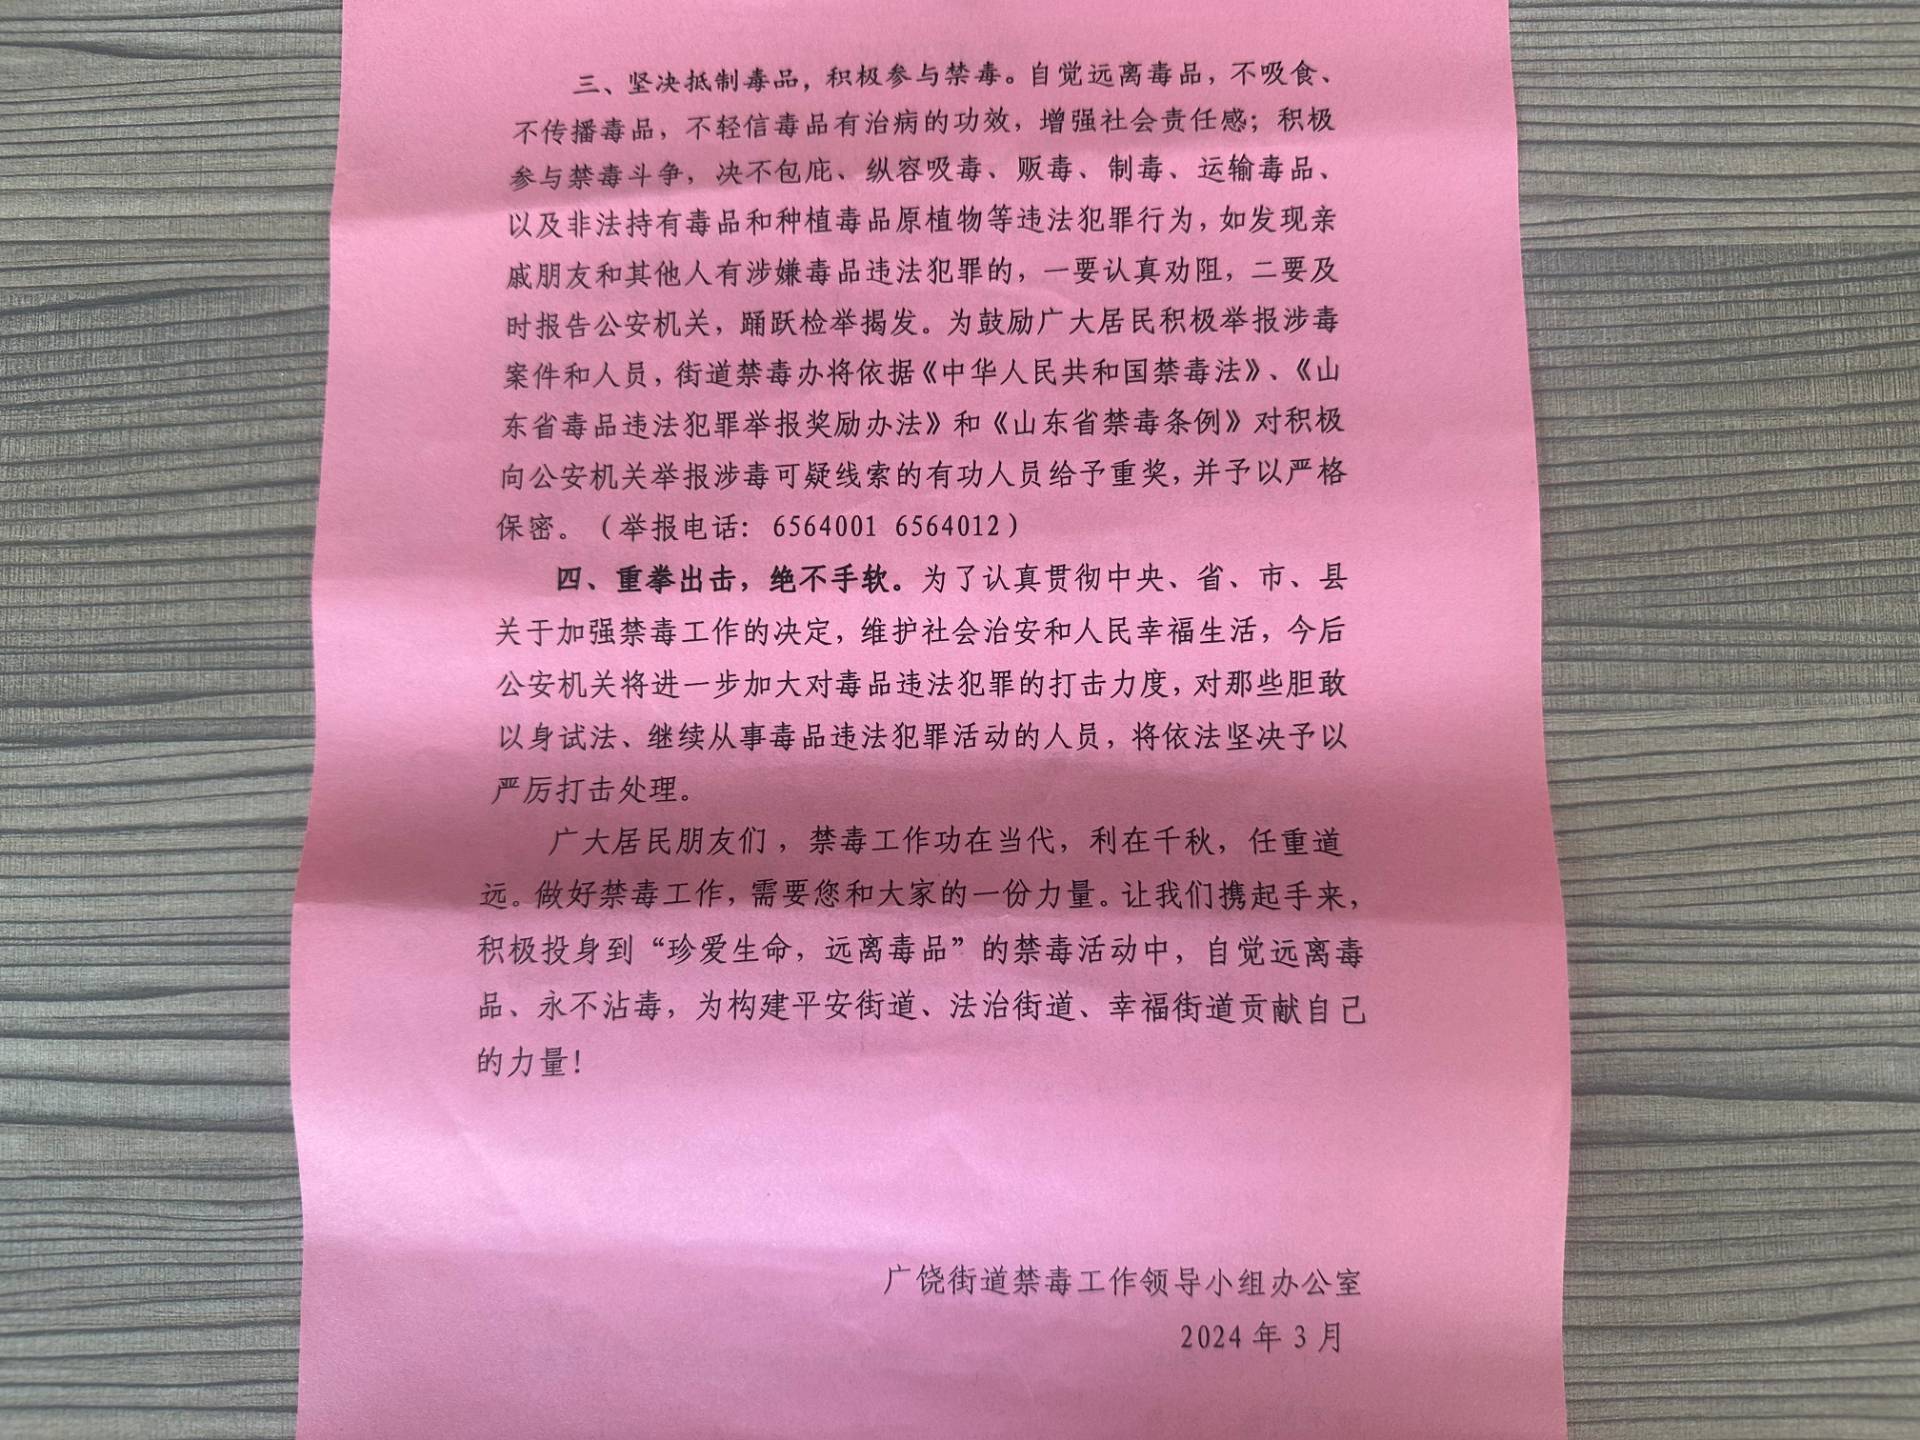 三、坚决抵制毒品，积极参与禁毒。自觉远离毒品，不吸食、
不传播毒品，不轻信毒品有治病的功效，增强社会责任感；积极
参与禁毒斗争，决不包庇、纵容吸毒、贩毒、制毒、运输毒品、
以及非法持有毒品和种植毒品原植物等违法犯罪行为，如发现亲
戚朋友和其他人有涉嫌毒品违法犯罪的，一要认真劝阻，二要及
时报告公安机关，踊跃检举揭发。为鼓励广大居民积极举报涉毒
案件和人员，街道禁毒办将依据《中华人民共和国禁毒法》、《山
东省毒品违法犯罪举报奖励办法》和《山东省禁毒条例》对积极
向公安机关举报涉毒可疑线索的有功人员给予重奖，并予以严格
保密。（举报电话：6564001 6564012）
四、重拳出击，绝不手软。为了认真贯彻中央、省、市、县
关于加强禁毒工作的决定，维护社会治安和人民幸福生活，今后
公安机关将进一步加大对毒品违法犯罪的打击力度，对那些胆敢
以身试法、继续从事毒品违法犯罪活动的人员，将依法坚决予以
严厉打击处理。
广大居民朋友们，禁毒工作功在当代，利在千秋，任重道
远。做好禁毒工作，需要您和大家的一份力量。让我们携起手来，
积极投身到“珍爱生命，远离毒品”的禁毒活动中，自觉远离毒
品、永不沾毒，为构建平安街道、法治街道、幸福街道贡献自己
的力量！
广饶街道禁毒工作领导小组办公室
2024 年 3 月